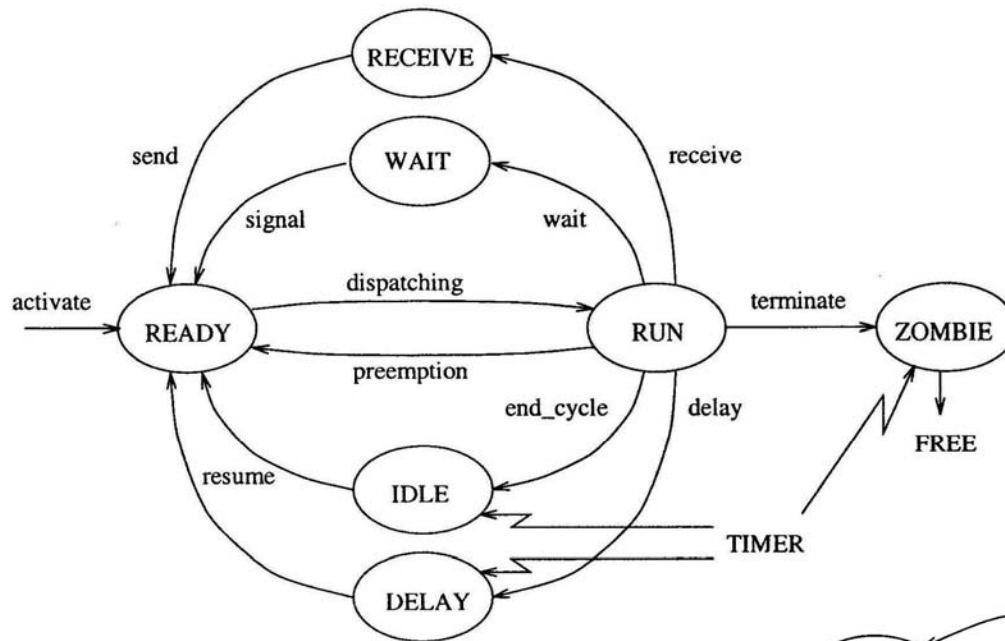 RECEIVE
send
WAIT
receive
signal
wait
activate
dispatching
terminate
READY
RUN
ZOMBIE
preemption
end_cycle
delay
FREE
resume
IDLE
TIMER
DELAY